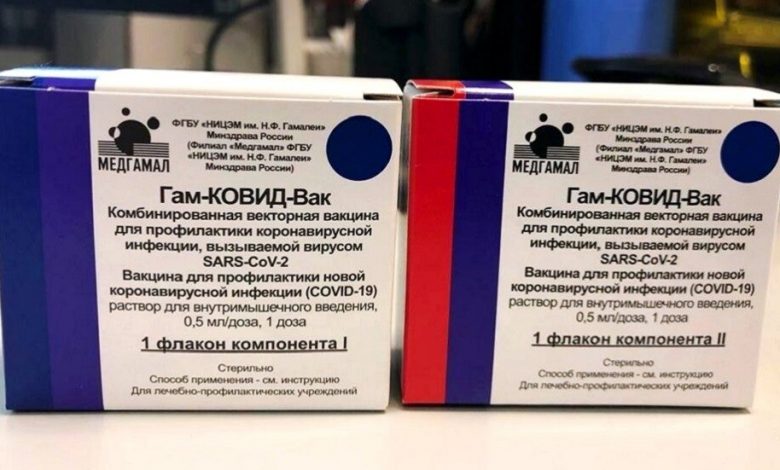 МЕДГАМАЛ
ФГБУ «НИЦЭМ им. Н.Ф. Гамалеи»
Минздрава России
(Филиал «Медгамал» ФГБУ
«НИЦЭМ им. Н.Ф. Гамалеи»
Минздрава России)
Гам-КОВИД-Вак
Комбинированная векторная вакцина
для профилактики коронавирусной
инфекции, вызываемой вирусом
SARS-CoV-2
Вакцина для профилактики новой
коронавирусной инфекции (COVID-19)
раствор для внутримышечного введения,
0,5 мл/доза, 1 доза
1 флакон компонента I
Стерильно
Способ применения - см. инструкцию
Для лечебно-профилактических учреждений
МЕДГАМАЛ
ФГБУ «НИЦЭМ им. Н.Ф. Гамалеи»
Минздрава России
(Филиал «Медгамал» ФГБУ
«НИЦЭМ им. Н.Ф. Гамалеи»
Минздрава России)
Гам-КОВИД-Вак
Комбинированная векторная вакцина
для профилактики коронавирусной
инфекции, вызываемой вирусом
SARS-CoV-2
Вакцина для профилактики новой
коронавирусной инфекции (COVID-19)
раствор для внутримышечного введения,
0,5 мл/доза, 1 доза
1 флакон компонента II
Стерильно
Способ применения - см. инструкцию
Для лечебно-профилактических учреждений